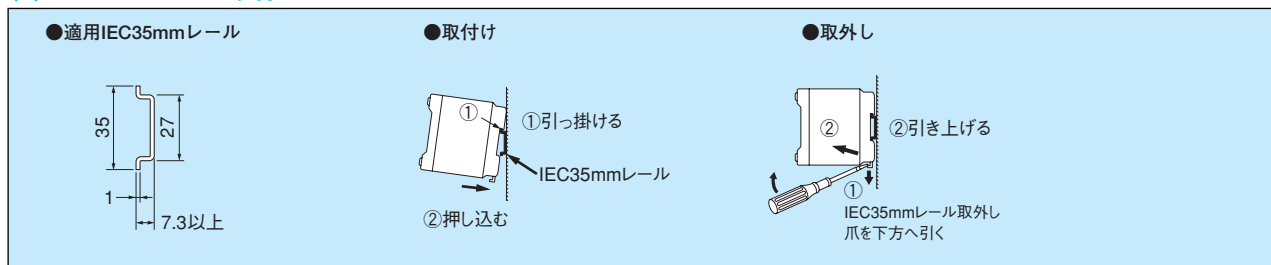 ●適用IEC35mmレール
35
27
1
7.3以上
●取付け
①
①引っ掛ける
IEC35mmレール
②押し込む
●取外し
②
②引き上げる
①
IEC35mmレール取外し
爪を下方へ引く